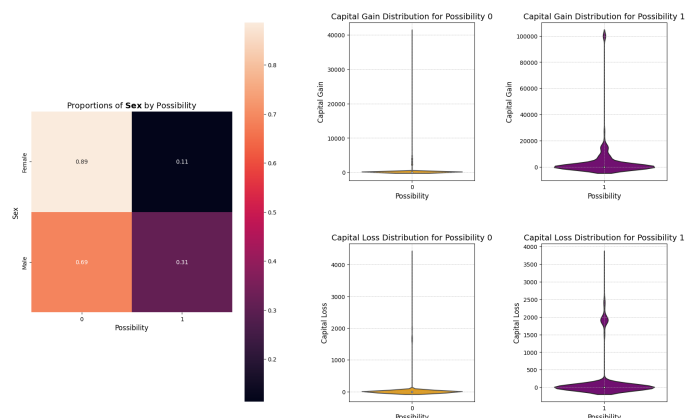 Proportions of Sex by Possibility
Sex
Female
Male
0.89
0.11
0.69
0.31
0
1
Possibility
0.8
0.7
0.6
0.5
0.4
0.3
0.2
Capital Gain Distribution for Possibility 0
Capital Gain
40000
30000
20000
10000
0
0
Possibility
Capital Gain Distribution for Possibility 1
Capital Gain
100000
80000
60000
40000
20000
0
1
Possibility
Capital Loss Distribution for Possibility 0
Capital Loss
4000
3000
2000
1000
0
0
Possibility
Capital Loss Distribution for Possibility 1
Capital Loss
4000
3500
3000
2500
2000
1500
1000
500
0
1
Possibility